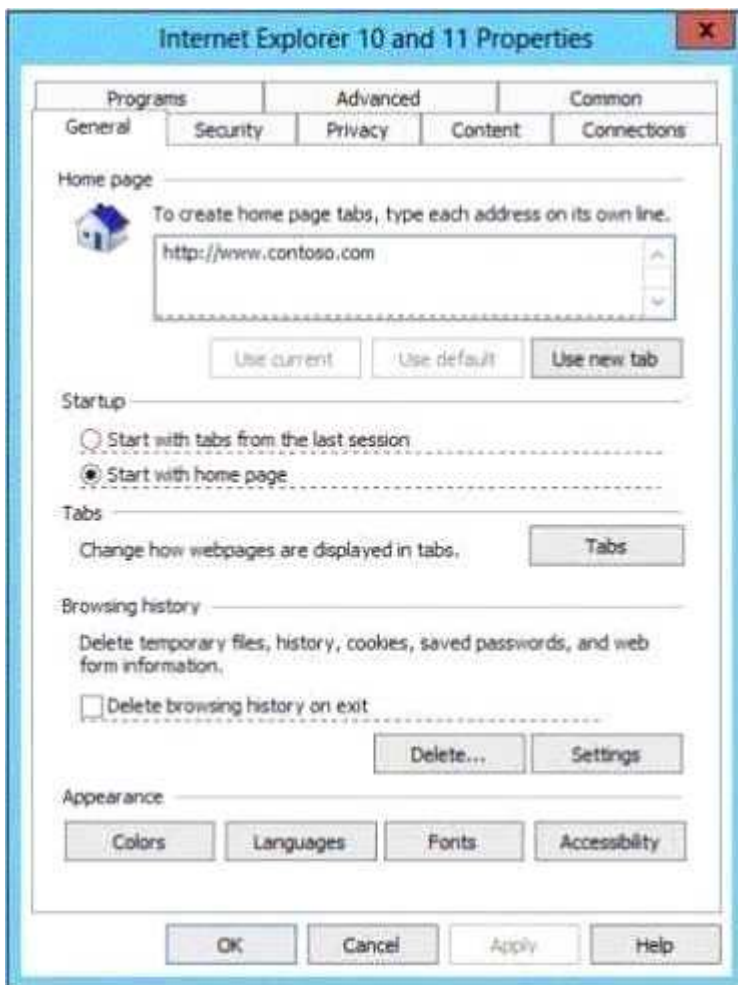 Internet Explorer 10 and 11 Properties
x
Programs Advanced Common
General Security Privacy Content Connections
Home page
To create home page tabs, type each address on its own line.
http://www.contoso.com
Use current Use default Use new tab
Startup
Start with tabs from the last session
Start with home page
Tabs
Change how webpages are displayed in tabs. Tabs
Browsing history
Delete temporary files, history, cookies, saved passwords, and web
form information.
Delete browsing history on exit
Delete... Settings
Appearance
Colors Languages Fonts Accessibility
OK Cancel Apply Help